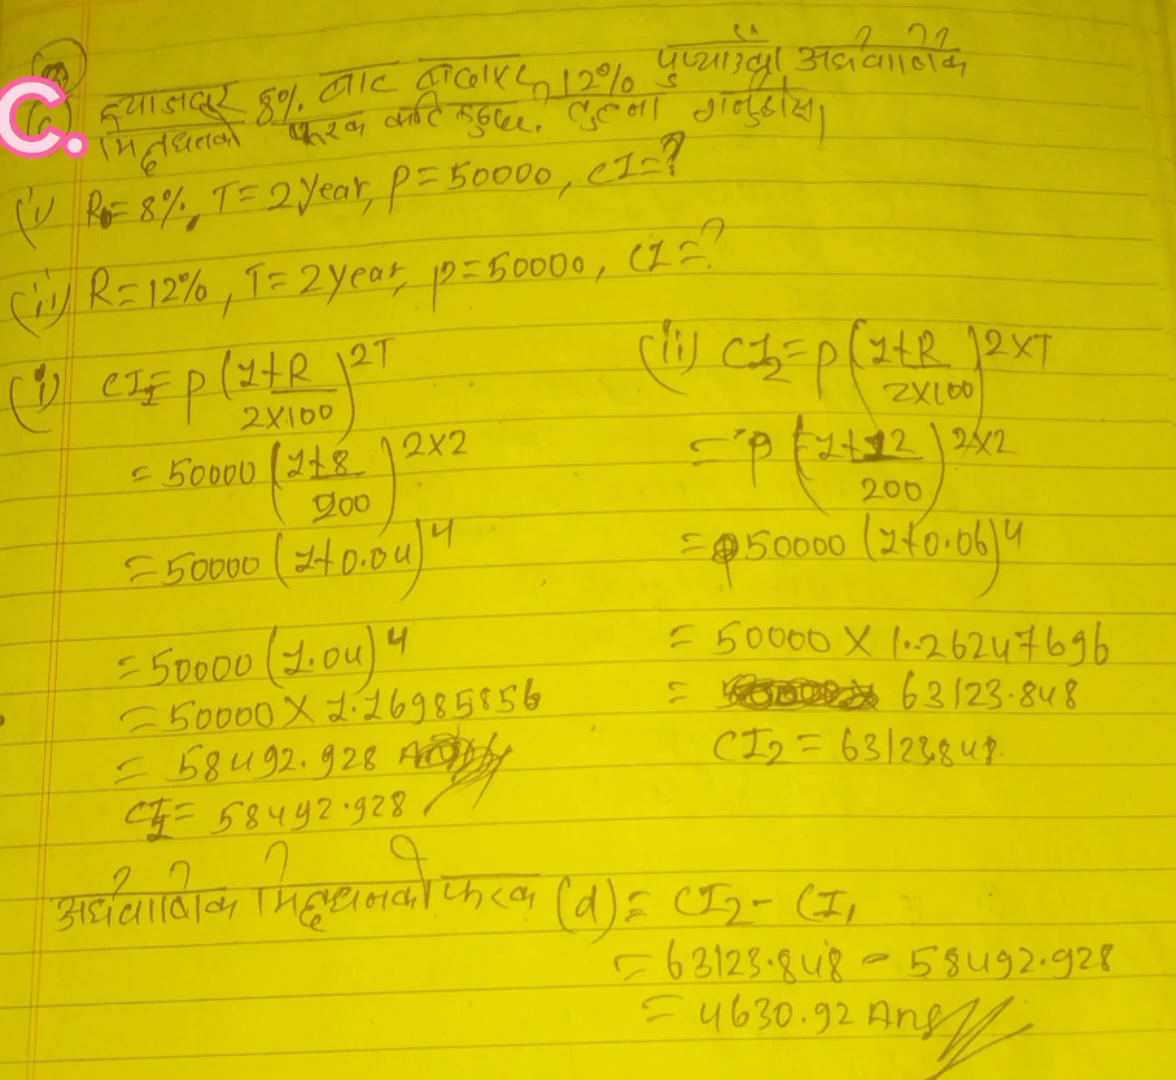 C.
ब्याजदर 8% बाट बढाएर 12% पुर्‍याउँदा अर्धवार्षिक
मिश्रधनको फरक कति हुन्छ. तुलना गर्नुहोस्।
(i) R = 8%, T = 2 Year, P = 50000, CI = ?
(ii) R = 12%, T = 2 Year, p = 50000, CI = ?
(i) CI₁ = p (1+R / 2×100)^2T
= 50000 (1+8 / 200)^2×2
= 50000 (1+0.04)^4
= 50000 (1.04)^4
= 50000 × 1.16985856
= 58492.928
CI₁ = 58492.928
(ii) CI₂ = p (1+R / 2×100)^2×T
= p (1+12 / 200)^2×2
= 50000 (1+0.06)^4
= 50000 × 1.26247696
= 63123.848
CI₂ = 63123.848
अर्धवार्षिक मिश्रधनको फरक (d) = CI₂ - CI₁
= 63123.848 - 58492.928
= 4630.92 Ans